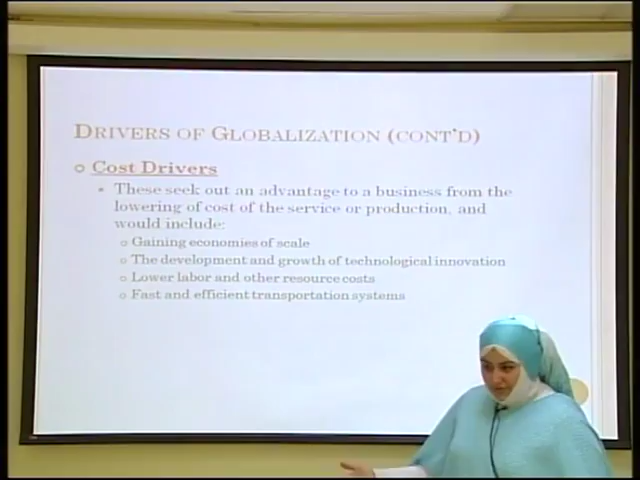 DRIVERS OF GLOBALIZATION (CONT'D)
Cost Drivers
These seek out an advantage to a business from the
lowering of cost of the service or production, and
would include:
Gaining economies of scale
The development and growth of technological innovation
Lower labor and other resource costs
Fast and efficient transportation systems